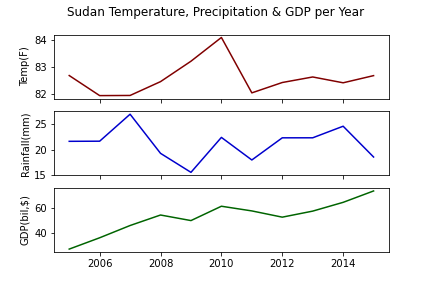 Sudan Temperature, Precipitation & GDP per Year
84
83
82
Temp(F)
25
20
15
Rainfall(mm)
60
40
GDP(bil,$)
2006 2008 2010 2012 2014